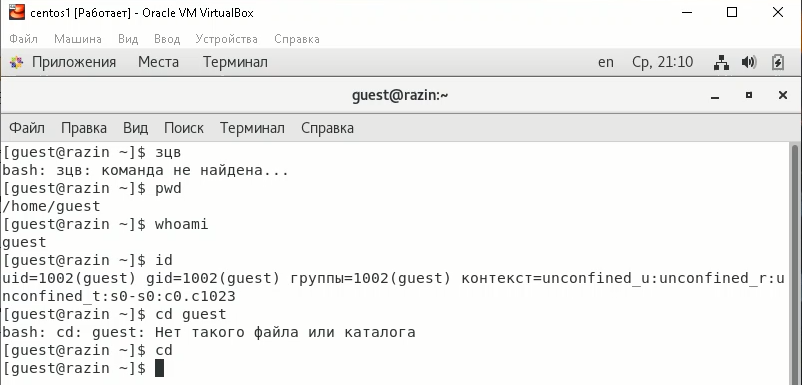 centos1 [Работает] - Oracle VM VirtualBox
Файл Машина Вид Ввод Устройства Справка
Приложения Места Терминал en Ср, 21:10
guest@razin:~
Файл Правка Вид Поиск Терминал Справка
[guest@razin ~]$ зцв
bash: зцв: команда не найдена...
[guest@razin ~]$ pwd
/home/guest
[guest@razin ~]$ whoami
guest
[guest@razin ~]$ id
uid=1002(guest) gid=1002(guest) группы=1002(guest) контекст=unconfined_u:unconfined_r:u
nconfined_t:s0-s0:c0.c1023
[guest@razin ~]$ cd guest
bash: cd: guest: Нет такого файла или каталога
[guest@razin ~]$ cd
[guest@razin ~]$